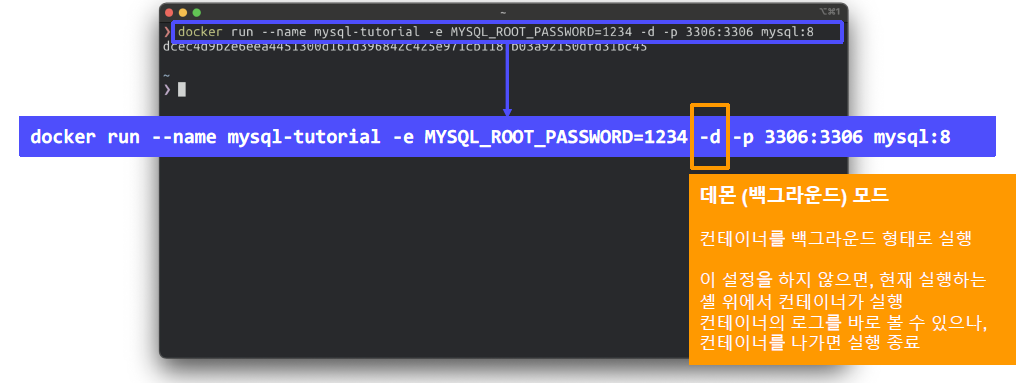 ~
⌥⌘1
❯ docker run --name mysql-tutorial -e MYSQL_ROOT_PASSWORD=1234 -d -p 3306:3306 mysql:8
~
❯
docker run --name mysql-tutorial -e MYSQL_ROOT_PASSWORD=1234 -d -p 3306:3306 mysql:8
데몬 (백그라운드) 모드
컨테이너를 백그라운드 형태로 실행
이 설정을 하지 않으면, 현재 실행하는
셸 위에서 컨테이너가 실행
컨테이너의 로그를 바로 볼 수 있으나,
컨테이너를 나가면 실행 종료